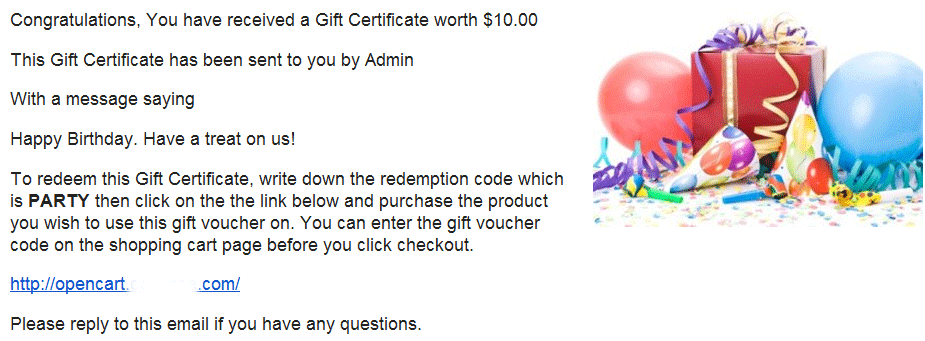 Congratulations, You have received a Gift Certificate worth $10.00
This Gift Certificate has been sent to you by Admin
With a message saying
Happy Birthday. Have a treat on us!
To redeem this Gift Certificate, write down the redemption code which
is PARTY then click on the the link below and purchase the product
you wish to use this gift voucher on. You can enter the gift voucher
code on the shopping cart page before you click checkout.
http://opencart. .com/
Please reply to this email if you have any questions.